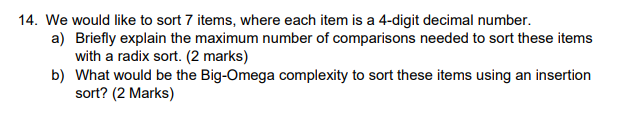 14. We would like to sort 7 items, where each item is a 4-digit decimal number.
a) Briefly explain the maximum number of comparisons needed to sort these items
with a radix sort. (2 marks)
b) What would be the Big-Omega complexity to sort these items using an insertion
sort? (2 Marks)